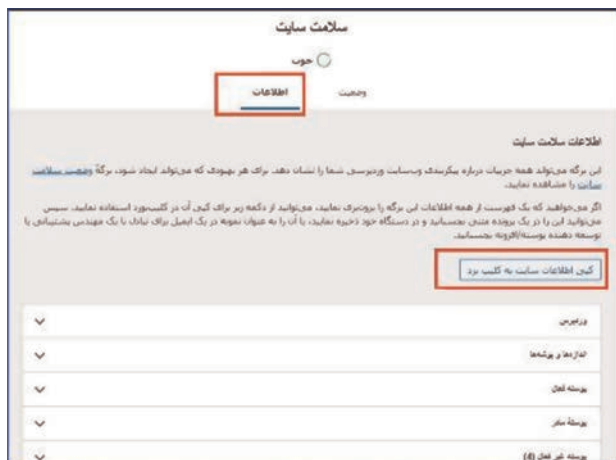 سلامت سایت
خوب
وضعیت
اطلاعات
اطلاعات سلامت سایت
این برگه می‌تواند همه جزییات درباره پیکربندی وب‌سایت وردپرسی شما را نشان دهد. برای هر بهبودی که می‌تواند ایجاد شود، برگهٔ وضعیت سلامت
سایت را مشاهده نمایید.
اگر می‌خواهید که یک فهرست از همه اطلاعات این برگه را برون‌بری نمایید، می‌توانید از دکمه زیر برای کپی آن در کلیپ‌بورد استفاده نمایید. سپس
می‌توانید این را در یک پرونده متنی بچسبانید و در دستگاه خود ذخیره نمایید، یا آن را به عنوان نمونه در یک ایمیل برای تبادل با یک مهندس پشتیبانی یا
توسعه دهنده پوسته/افزونه بچسبانید.
کپی اطلاعات سایت به کلیپ برد
وردپرس
اندازه‌ها و پوشه‌ها
پوسته فعال
پوستهٔ مادر
پوسته غیر فعال (4)